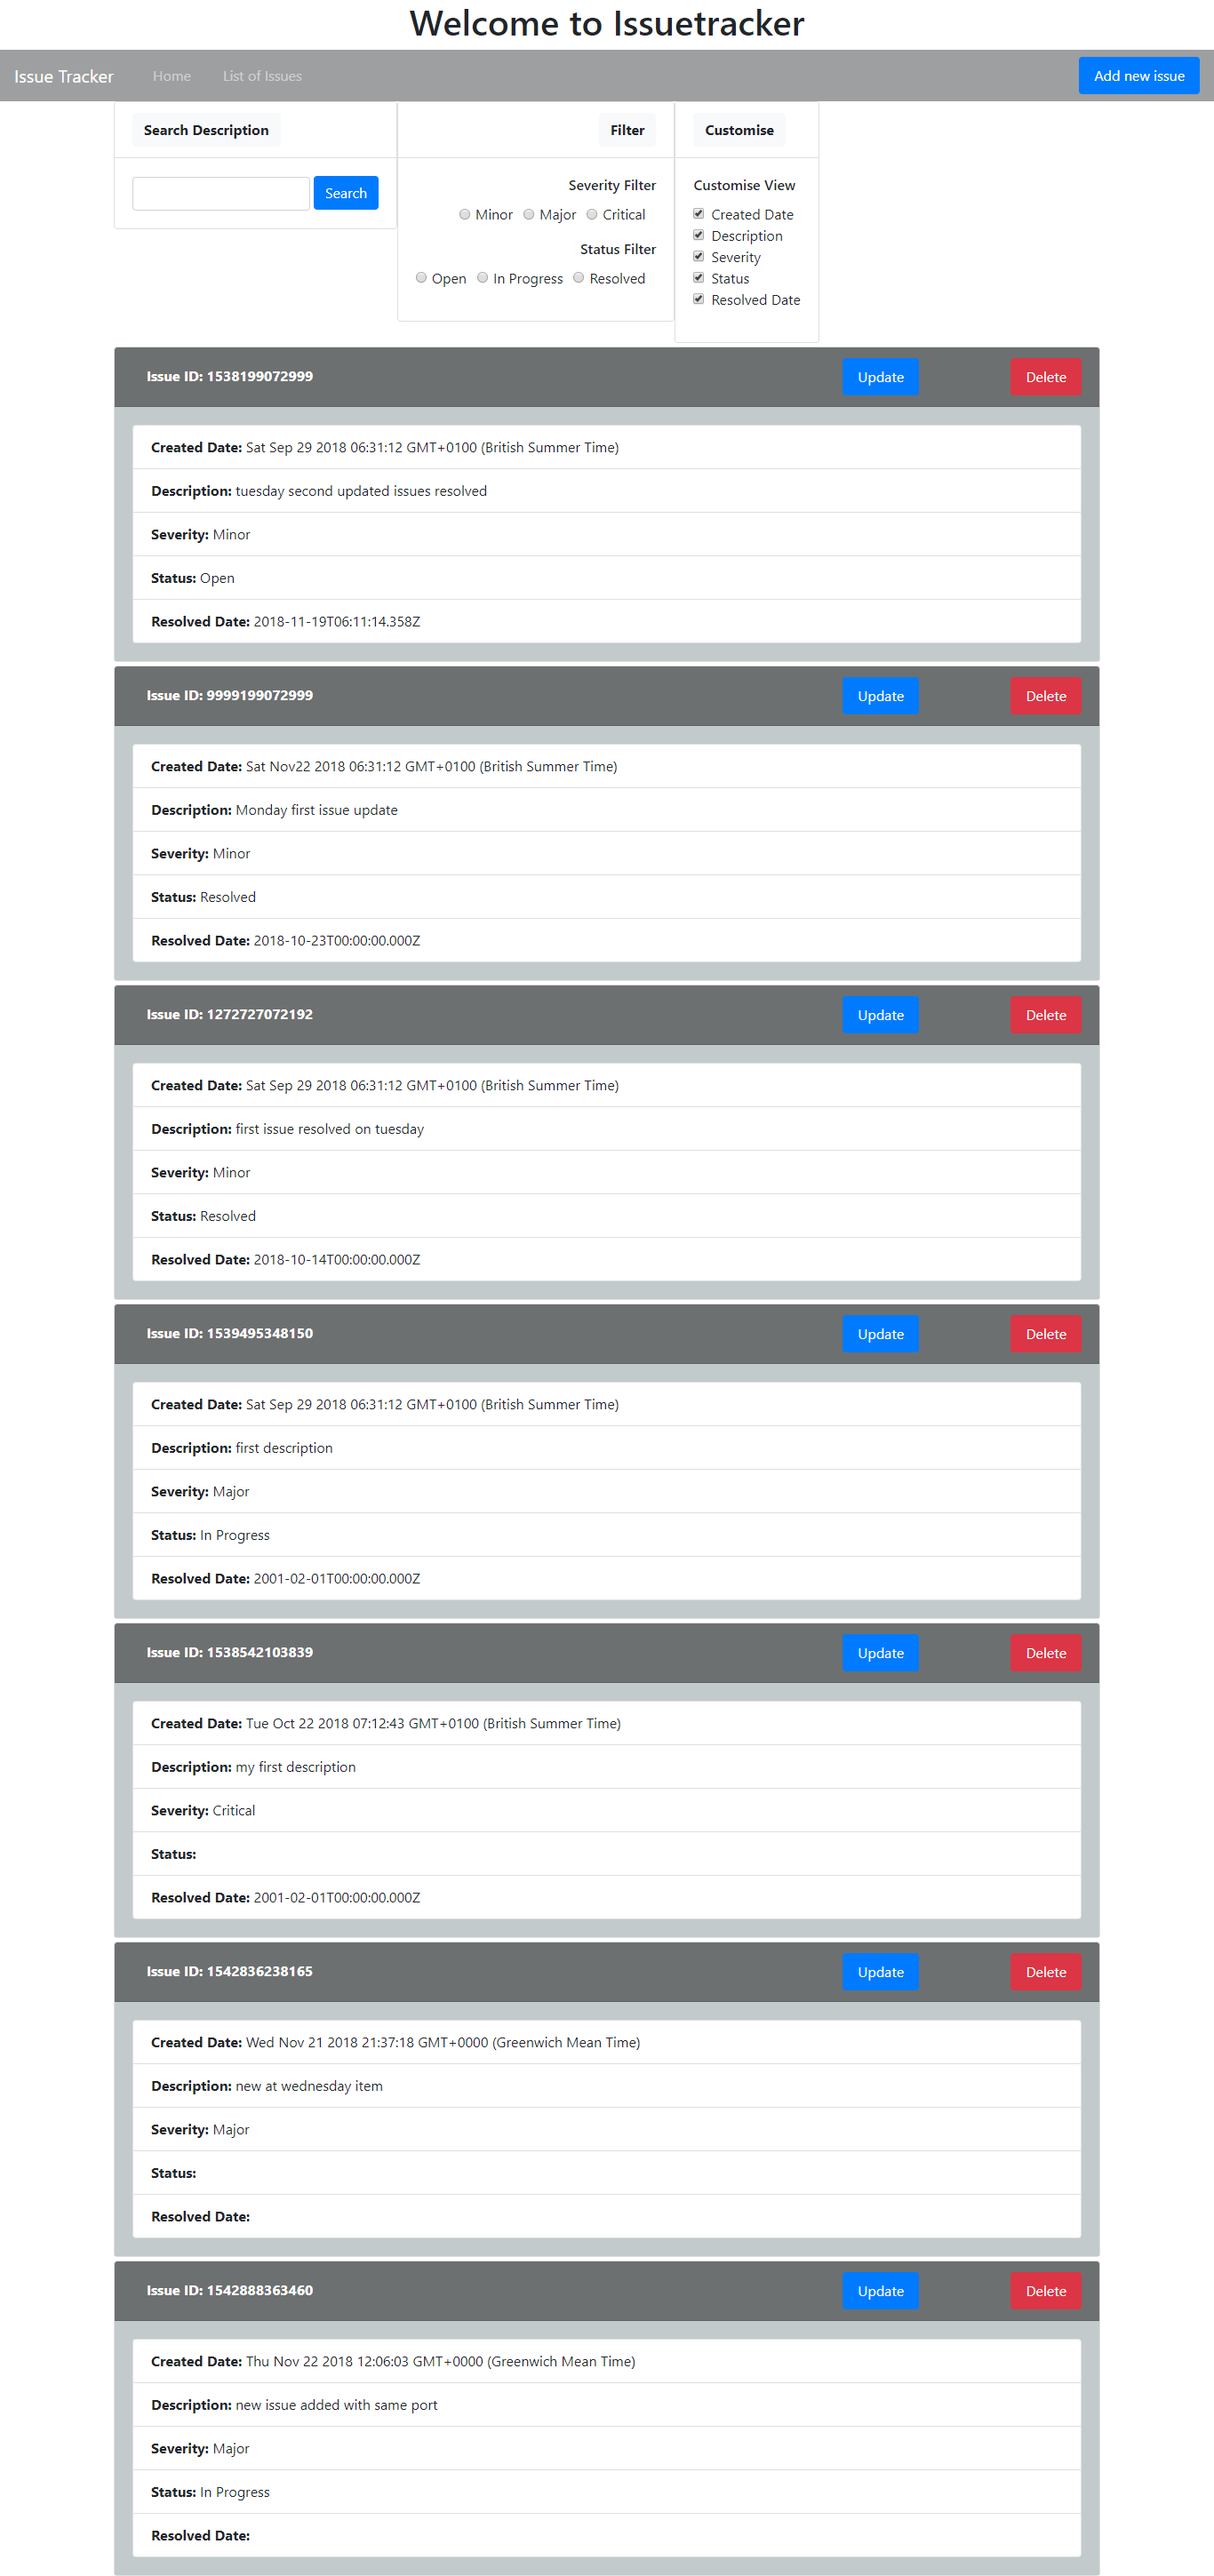 Welcome to Issuetracker
Issue Tracker Home List of Issues Add new issue
Search Description
Search
Filter
Severity Filter
Minor Major Critical
Status Filter
Open In Progress Resolved
Customise
Customise View
Created Date
Description
Severity
Status
Resolved Date
Issue ID: 1538199072999 Update Delete
Created Date: Sat Sep 29 2018 06:31:12 GMT+0100 (British Summer Time)
Description: tuesday second updated issues resolved
Severity: Minor
Status: Open
Resolved Date: 2018-11-19T06:11:14.358Z
Issue ID: 9999199072999 Update Delete
Created Date: Sat Nov22 2018 06:31:12 GMT+0100 (British Summer Time)
Description: Monday first issue update
Severity: Minor
Status: Resolved
Resolved Date: 2018-10-23T00:00:00.000Z
Issue ID: 1272727072192 Update Delete
Created Date: Sat Sep 29 2018 06:31:12 GMT+0100 (British Summer Time)
Description: first issue resolved on tuesday
Severity: Minor
Status: Resolved
Resolved Date: 2018-10-14T00:00:00.000Z
Issue ID: 1539495348150 Update Delete
Created Date: Sat Sep 29 2018 06:31:12 GMT+0100 (British Summer Time)
Description: first description
Severity: Major
Status: In Progress
Resolved Date: 2001-02-01T00:00:00.000Z
Issue ID: 1538542103839 Update Delete
Created Date: Tue Oct 22 2018 07:12:43 GMT+0100 (British Summer Time)
Description: my first description
Severity: Critical
Status:
Resolved Date: 2001-02-01T00:00:00.000Z
Issue ID: 1542836238165 Update Delete
Created Date: Wed Nov 21 2018 21:37:18 GMT+0000 (Greenwich Mean Time)
Description: new at wednesday item
Severity: Major
Status:
Resolved Date:
Issue ID: 1542888363460 Update Delete
Created Date: Thu Nov 22 2018 12:06:03 GMT+0000 (Greenwich Mean Time)
Description: new issue added with same port
Severity: Major
Status: In Progress
Resolved Date: